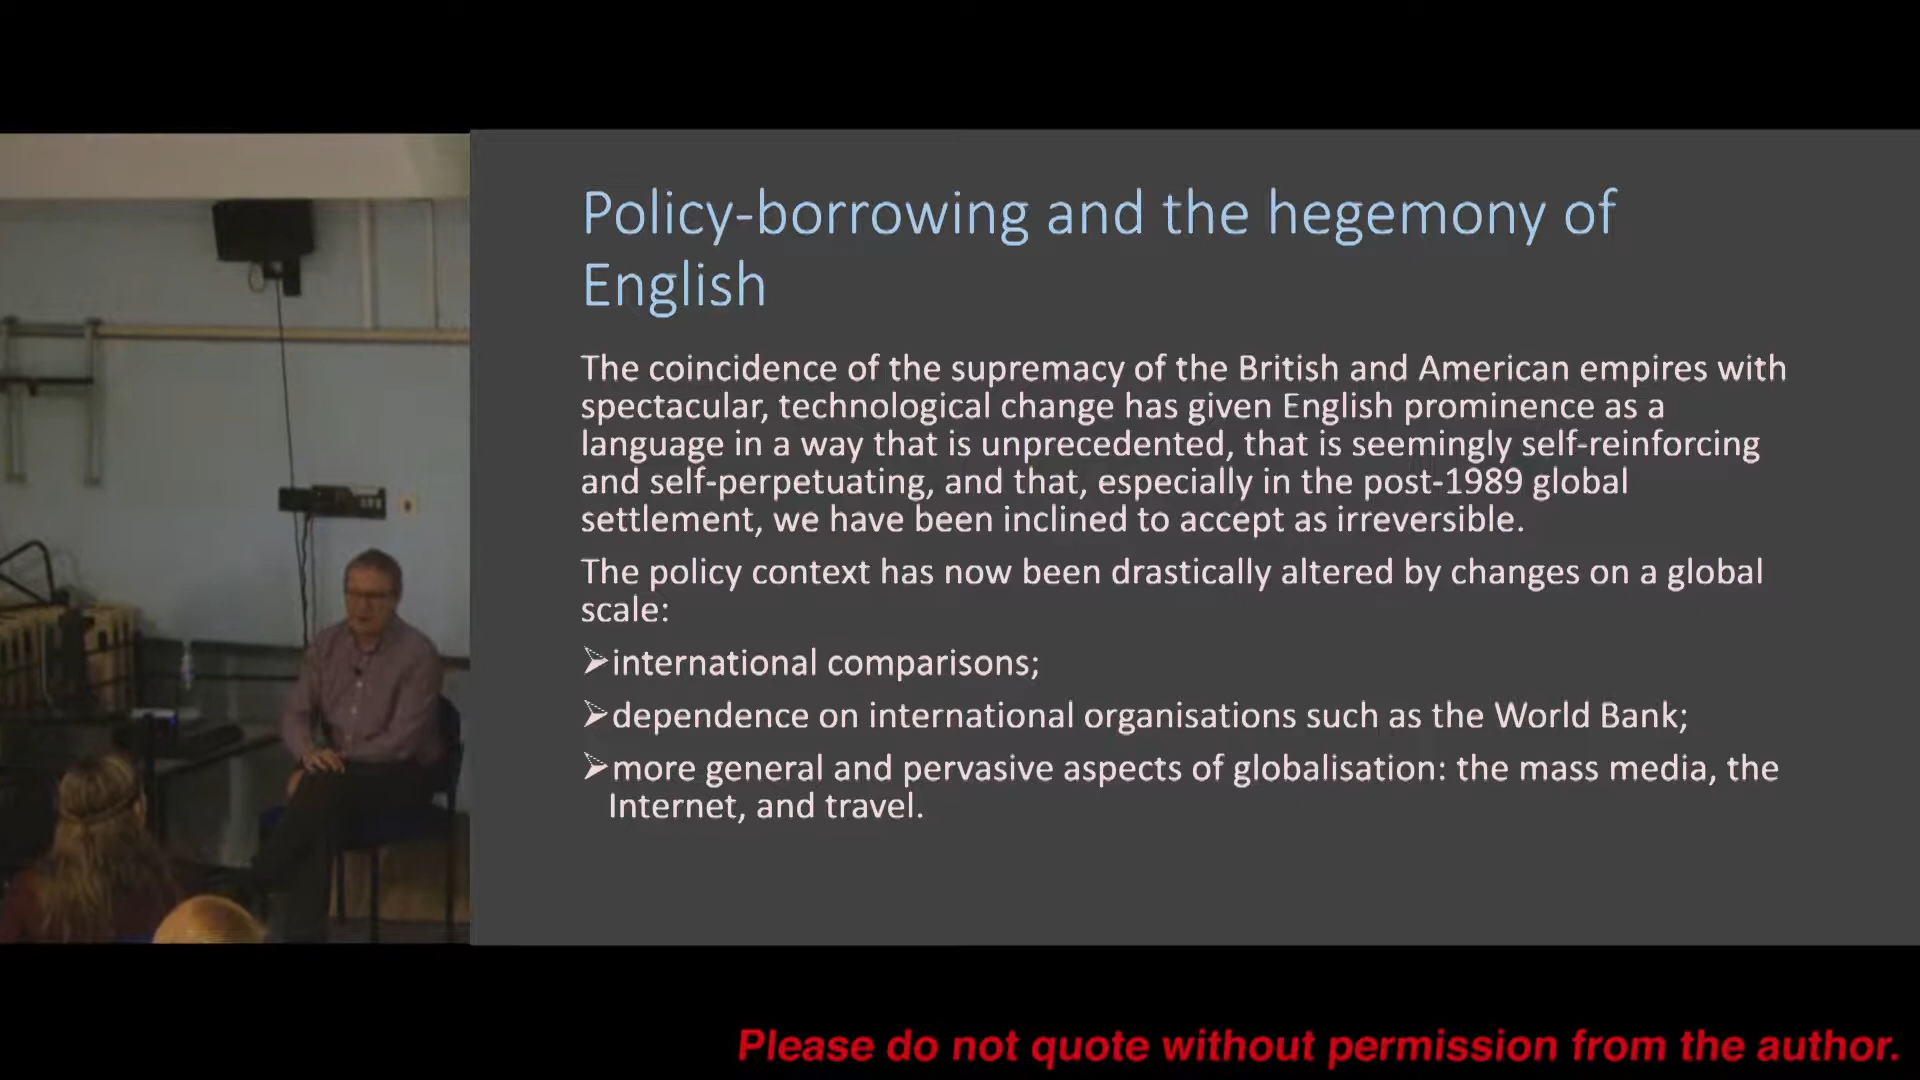 Policy-borrowing and the hegemony of
English
The coincidence of the supremacy of the British and American empires with
spectacular, technological change has given English prominence as a
language in a way that is unprecedented, that is seemingly self-reinforcing
and self-perpetuating, and that, especially in the post-1989 global
settlement, we have been inclined to accept as irreversible.
The policy context has now been drastically altered by changes on a global
scale:
➢international comparisons;
➢dependence on international organisations such as the World Bank;
➢more general and pervasive aspects of globalisation: the mass media, the
Internet, and travel.
Please do not quote without permission from the author.